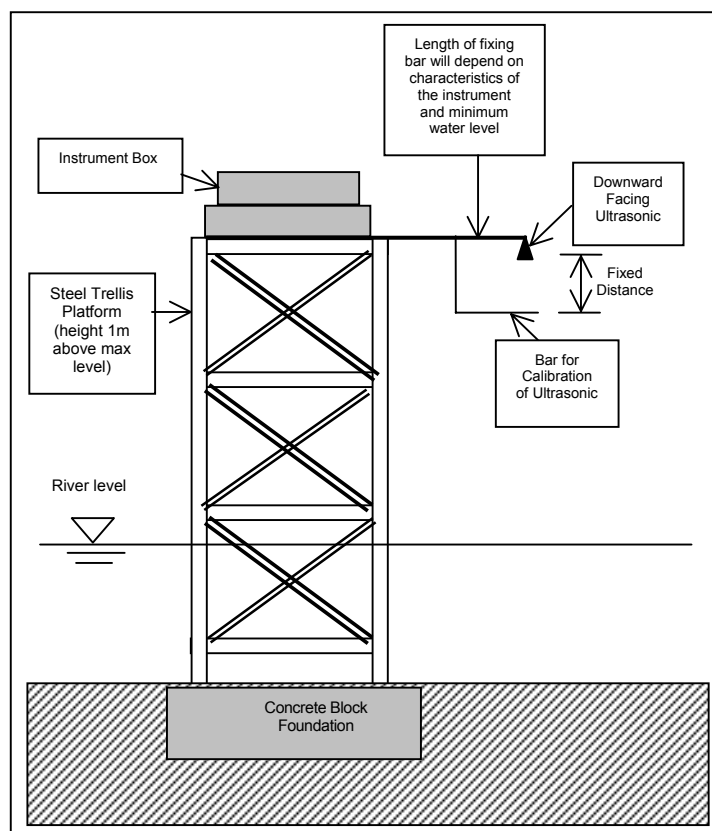 Length of fixing
bar will depend on
characteristics of
the instrument
and minimum
water level
Instrument Box
Downward
Facing
Ultrasonic
Steel Trellis
Platform
(height 1m
above max
level)
Fixed
Distance
Bar for
Calibration
of Ultrasonic
River level
Concrete Block
Foundation